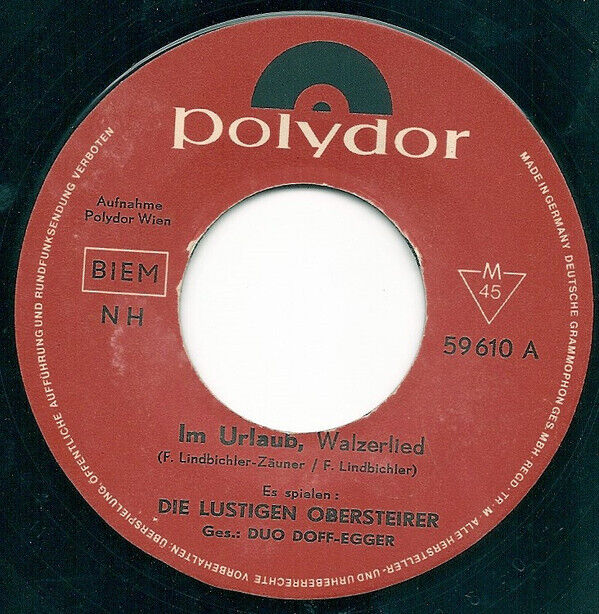 polydor
Aufnahme
Polydor Wien
BIEM
NH
M
45
59610 A
Im Urlaub, Walzerlied
(F. Lindbichler-Zäuner / F. Lindbichler)
Es spielen :
DIE LUSTIGEN OBERSTEIRER
Ges.: DUO DOFF-EGGER
MADE IN GERMANY DEUTSCHE GRAMMOPHON GES. MBH REGD. TR. M. ALLE HERSTELLER- UND URHEBERRECHTE VORBEHALTEN · ÜBERSPIELUNG, ÖFFENTLICHE AUFFÜHRUNG UND RUNDFUNKSENDUNG VERBOTEN